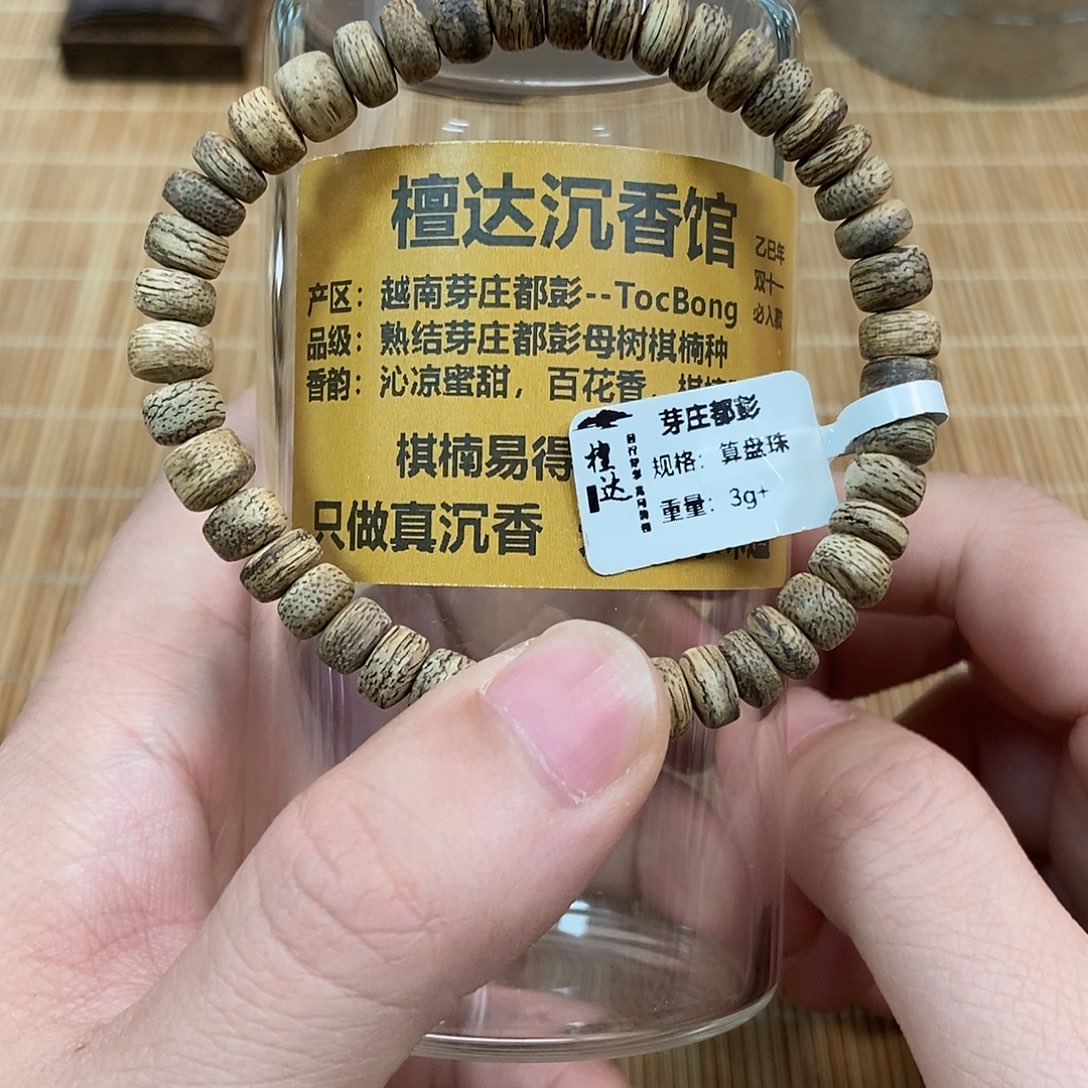 檀达沉香馆
乙巳年
双十一
必入款
产区：越南芽庄都彭--TocBong
品级：熟结芽庄都彭母树棋楠种
香韵：沁凉蜜甜，百花香，棋楠
棋楠易得
只做真沉香
檀达
芽庄都彭
规格：算盘珠
重量：3g+